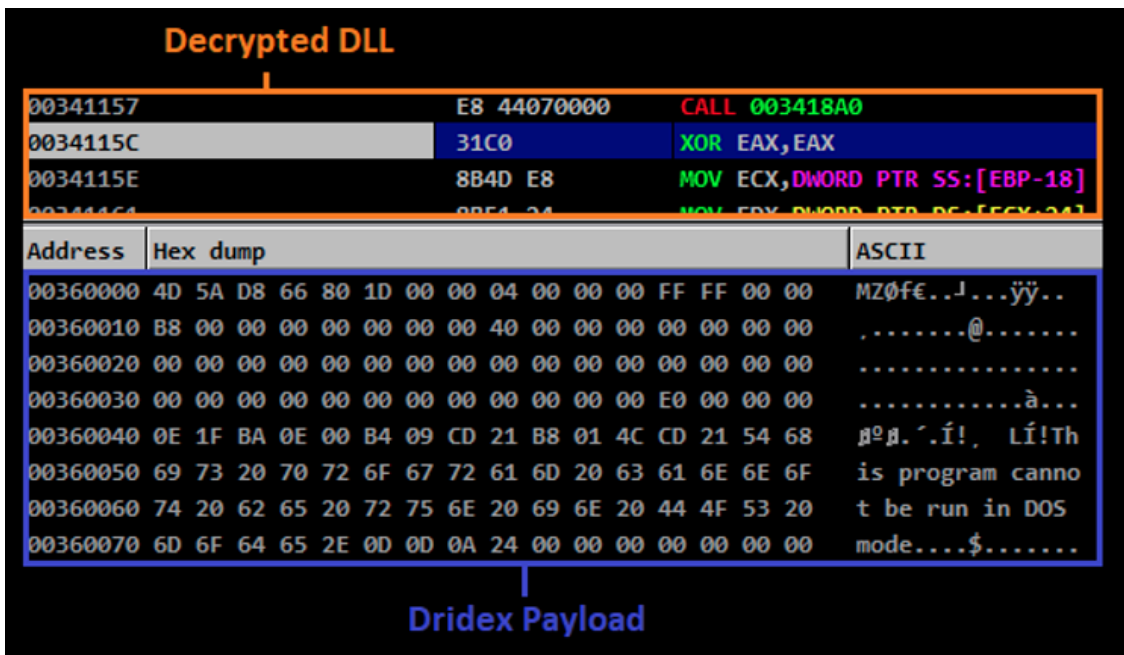 Decrypted DLL
00341157 E8 44070000 CALL 003418A0
0034115C 31C0 XOR EAX,EAX
0034115E 8B4D E8 MOV ECX,DWORD PTR SS:[EBP-18]
Address Hex dump ASCII
00360000 4D 5A D8 66 80 1D 00 00 04 00 00 00 FF FF 00 00 MZØf€..┘...ÿÿ..
00360010 B8 00 00 00 00 00 00 00 40 00 00 00 00 00 00 00 ¸.......@.......
00360020 00 00 00 00 00 00 00 00 00 00 00 00 00 00 00 00 ................
00360030 00 00 00 00 00 00 00 00 00 00 00 00 E0 00 00 00 ............à...
00360040 0E 1F BA 0E 00 B4 09 CD 21 B8 01 4C CD 21 54 68 º.´.Í!¸ LÍ!Th
00360050 69 73 20 70 72 6F 67 72 61 6D 20 63 61 6E 6E 6F is program canno
00360060 74 20 62 65 20 72 75 6E 20 69 6E 20 44 4F 53 20 t be run in DOS
00360070 6D 6F 64 65 2E 0D 0D 0A 24 00 00 00 00 00 00 00 mode....$.......
Dridex Payload